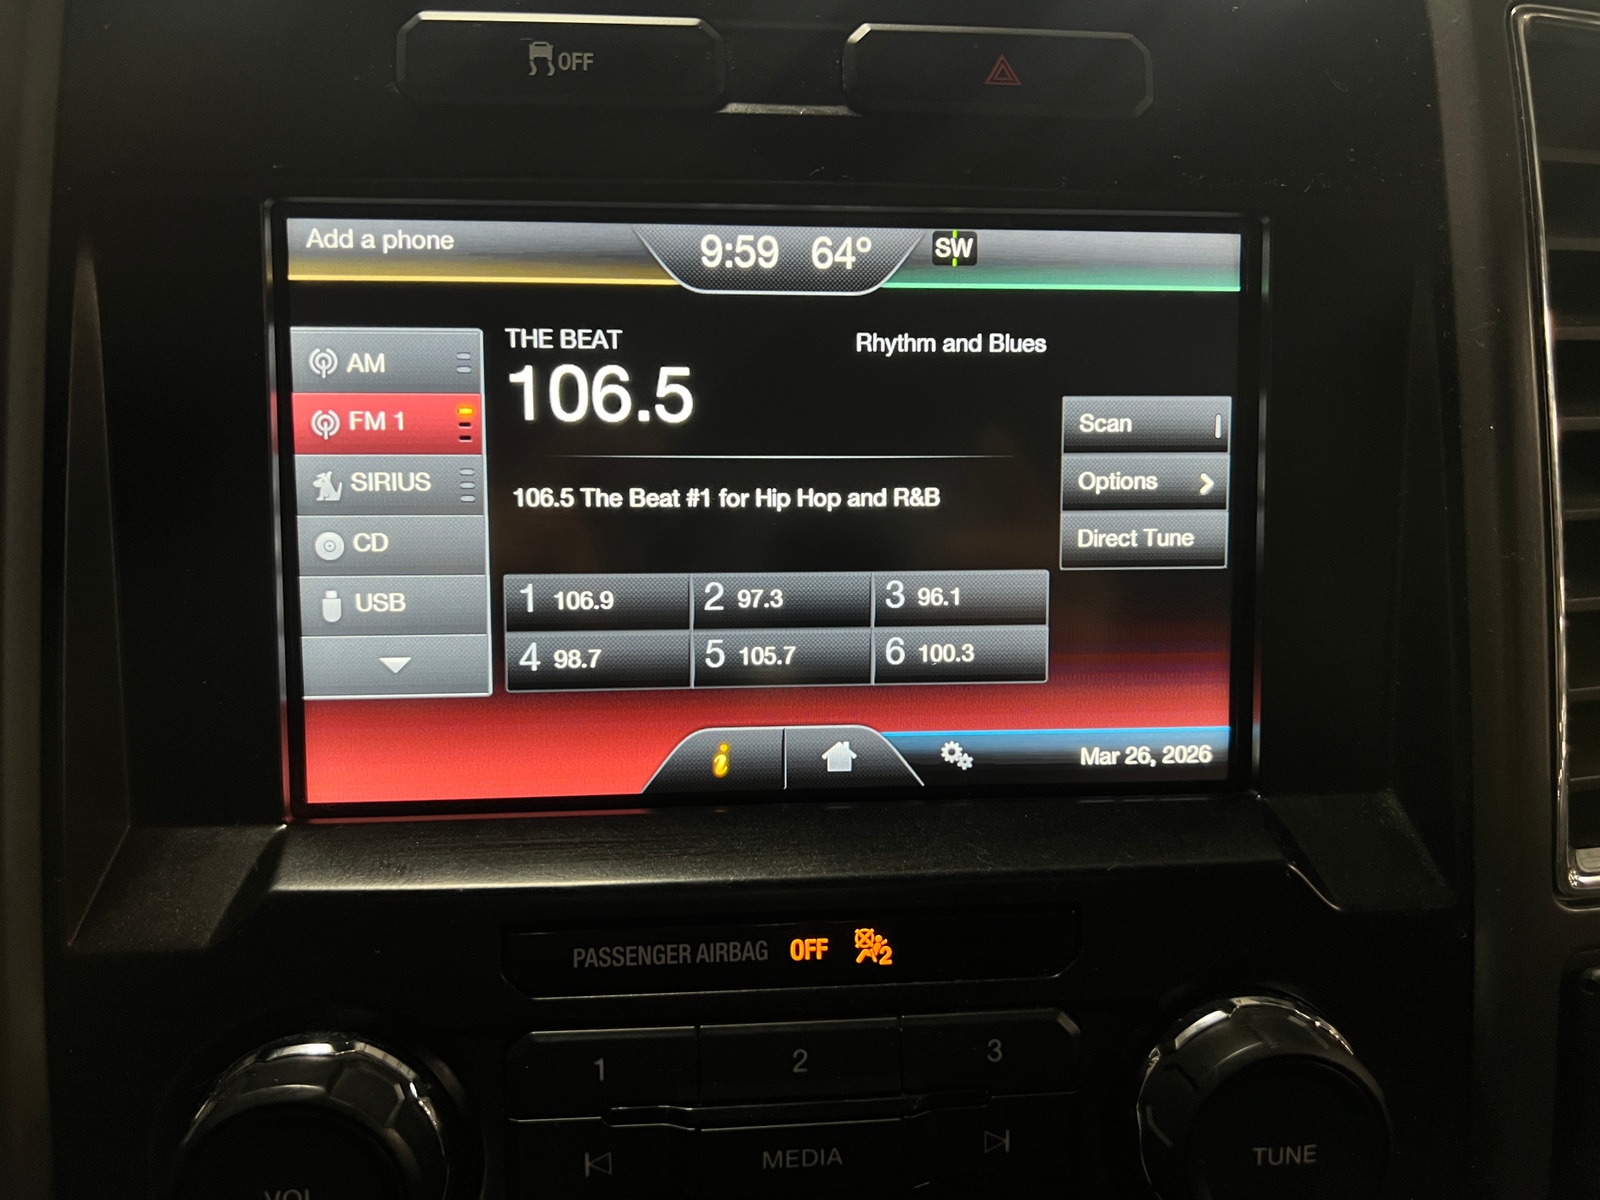 OFF
Add a phone
9:59 64° SW
AM
FM 1
SIRIUS
CD
USB
THE BEAT
106.5
Rhythm and Blues
106.5 The Beat #1 for Hip Hop and R&B
Scan
Options
Direct Tune
1 106.9 2 97.3 3 96.1
4 98.7 5 105.7 6 100.3
i
Mar 26, 2026
PASSENGER AIRBAG OFF 2
1 2 3
MEDIA
VOL
TUNE